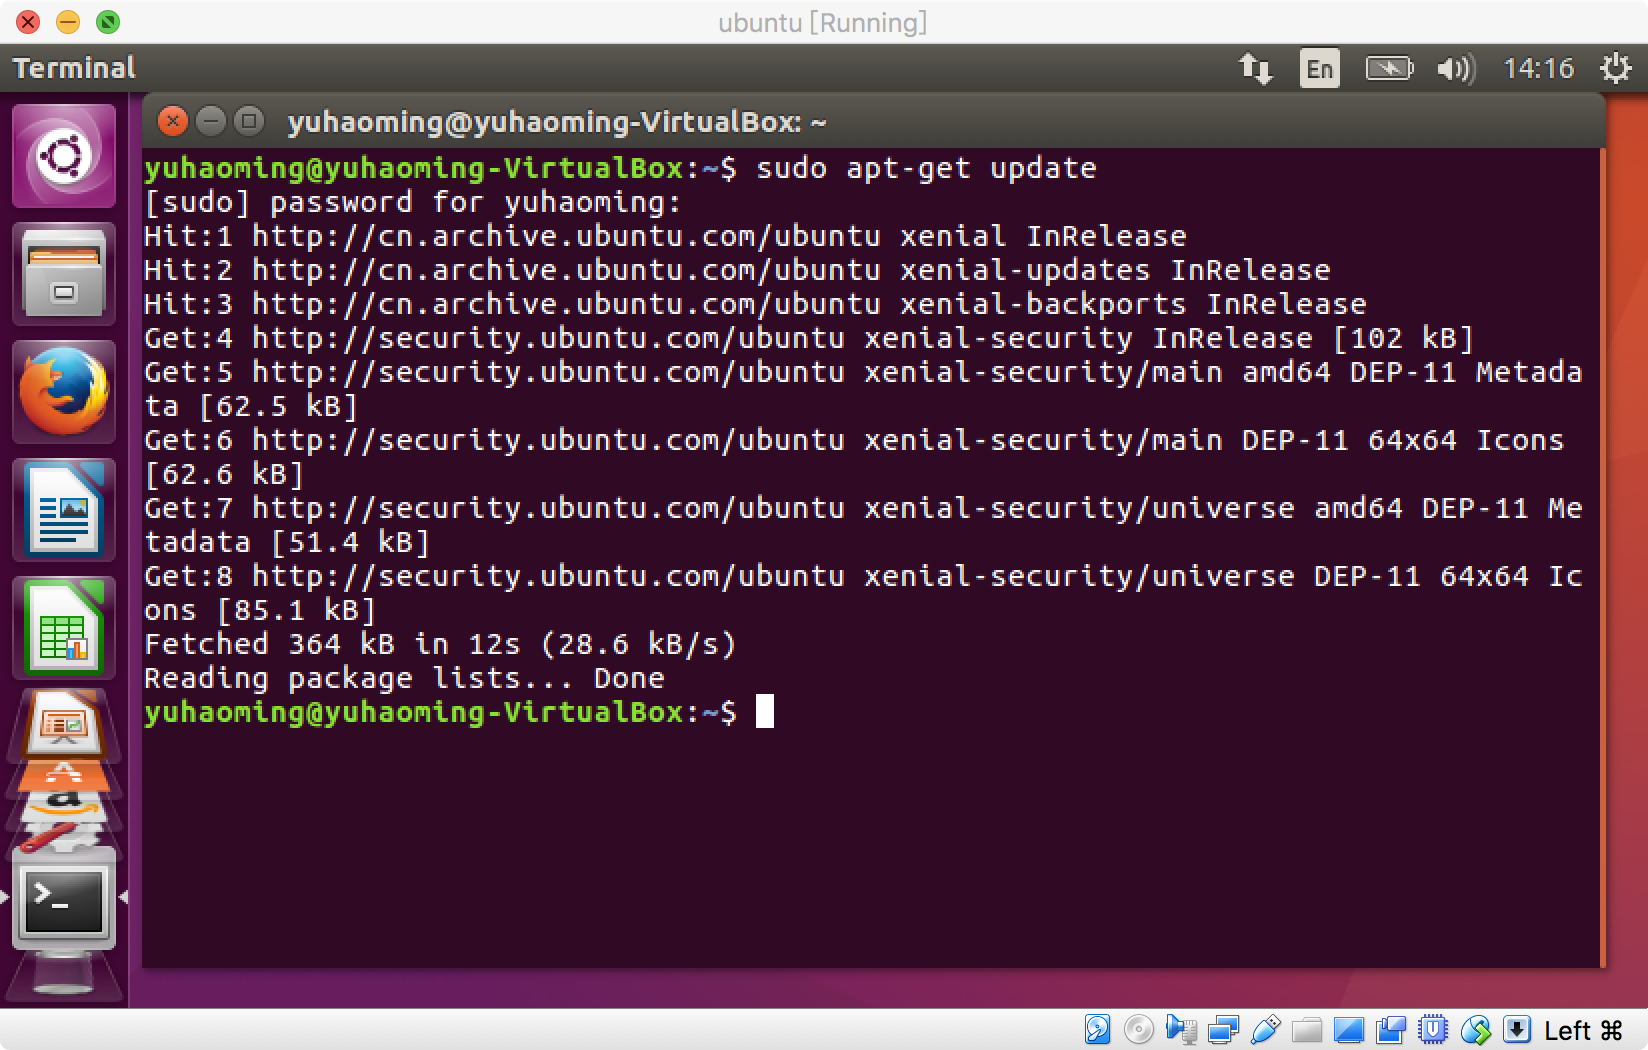 ubuntu [Running]
Terminal
En
14:16
yuhaoming@yuhaoming-VirtualBox: ~
yuhaoming@yuhaoming-VirtualBox:~$ sudo apt-get update
[sudo] password for yuhaoming:
Hit:1 http://cn.archive.ubuntu.com/ubuntu xenial InRelease
Hit:2 http://cn.archive.ubuntu.com/ubuntu xenial-updates InRelease
Hit:3 http://cn.archive.ubuntu.com/ubuntu xenial-backports InRelease
Get:4 http://security.ubuntu.com/ubuntu xenial-security InRelease [102 kB]
Get:5 http://security.ubuntu.com/ubuntu xenial-security/main amd64 DEP-11 Metada
ta [62.5 kB]
Get:6 http://security.ubuntu.com/ubuntu xenial-security/main DEP-11 64x64 Icons
[62.6 kB]
Get:7 http://security.ubuntu.com/ubuntu xenial-security/universe amd64 DEP-11 Me
tadata [51.4 kB]
Get:8 http://security.ubuntu.com/ubuntu xenial-security/universe DEP-11 64x64 Ic
ons [85.1 kB]
Fetched 364 kB in 12s (28.6 kB/s)
Reading package lists... Done
yuhaoming@yuhaoming-VirtualBox:~$
Left ⌘